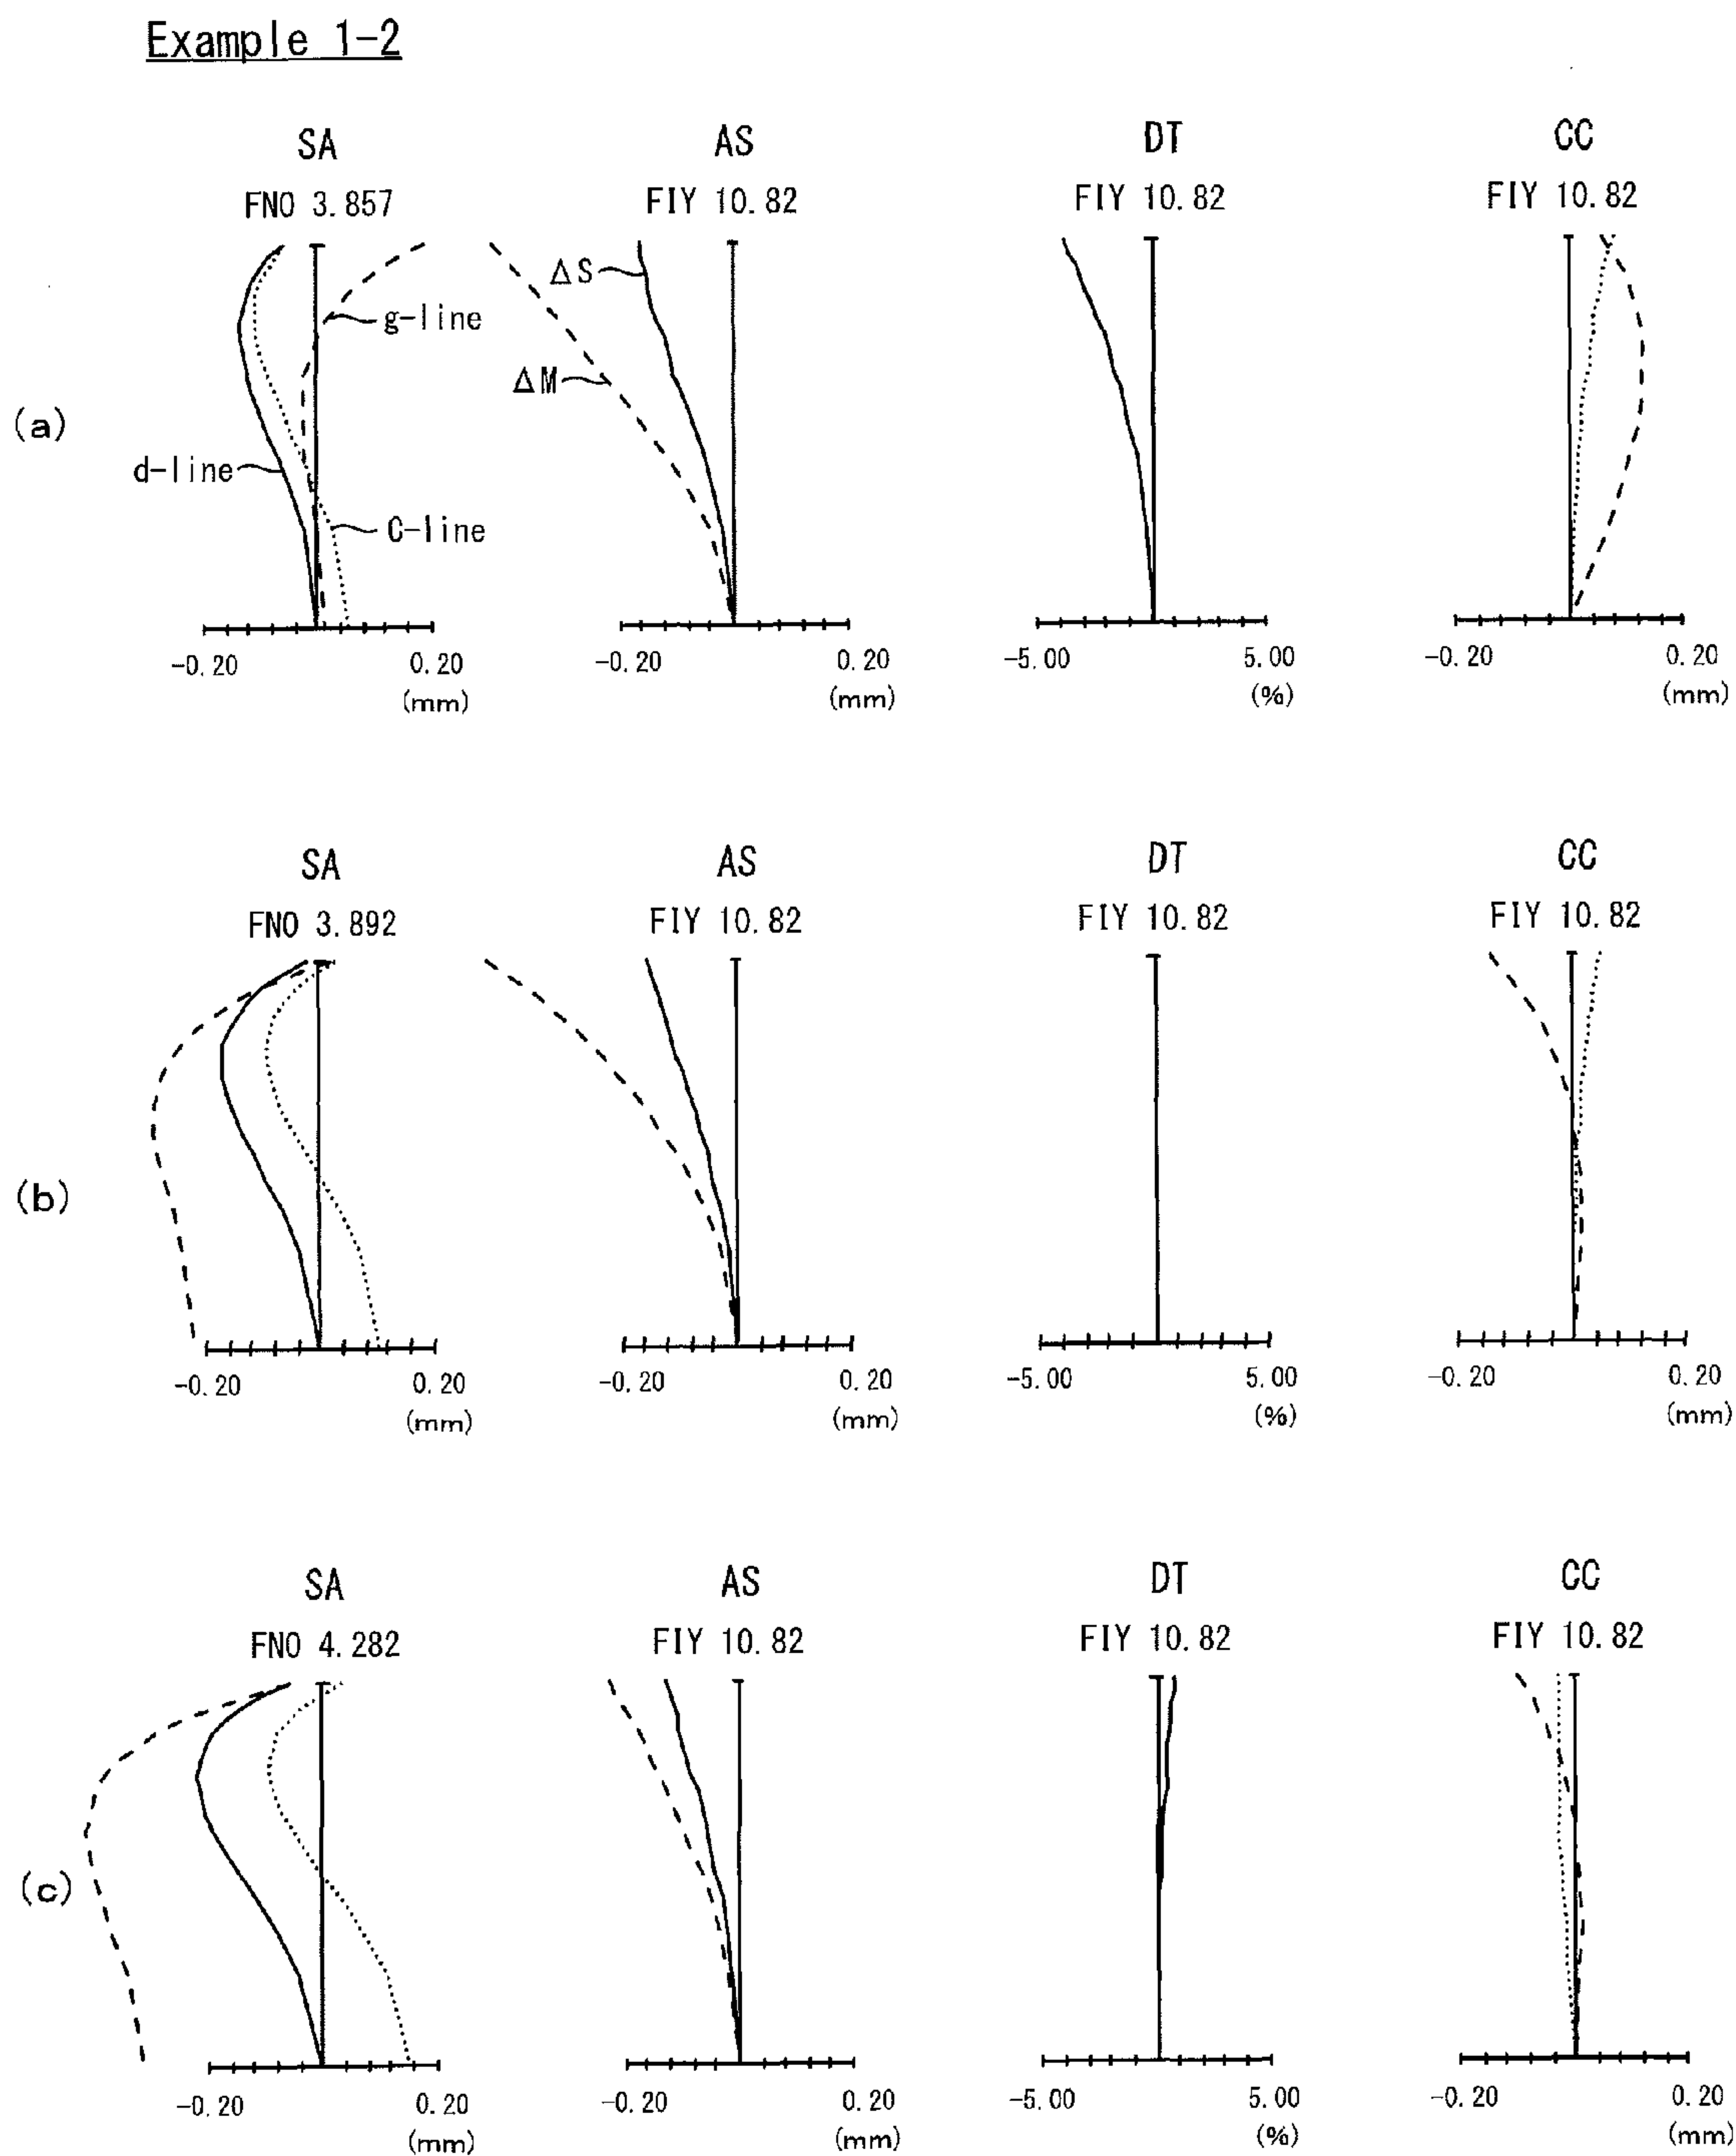 Example 1-2
SA AS DT CC
FNO 3.857 FIY 10.82 FIY 10.82 FIY 10.82
ΔS
g-line
ΔM
(a)
d-line
C-line
-0.20 0.20 -0.20 0.20 -5.00 5.00 -0.20 0.20
(mm) (mm) (%) (mm)
SA AS DT CC
FNO 3.892 FIY 10.82 FIY 10.82 FIY 10.82
(b)
-0.20 0.20 -0.20 0.20 -5.00 5.00 -0.20 0.20
(mm) (mm) (%) (mm)
SA AS DT CC
FNO 4.282 FIY 10.82 FIY 10.82 FIY 10.82
(c)
-0.20 0.20 -0.20 0.20 -5.00 5.00 -0.20 0.20
(mm) (mm) (%) (mm)